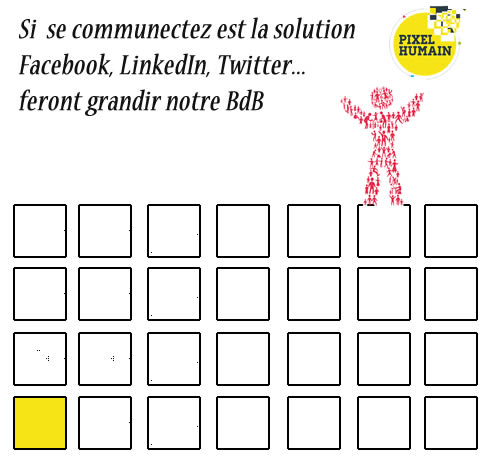 Si se communectez est la solution
Facebook, LinkedIn, Twitter...
feront grandir notre BdB
PIXEL
HUMAIN